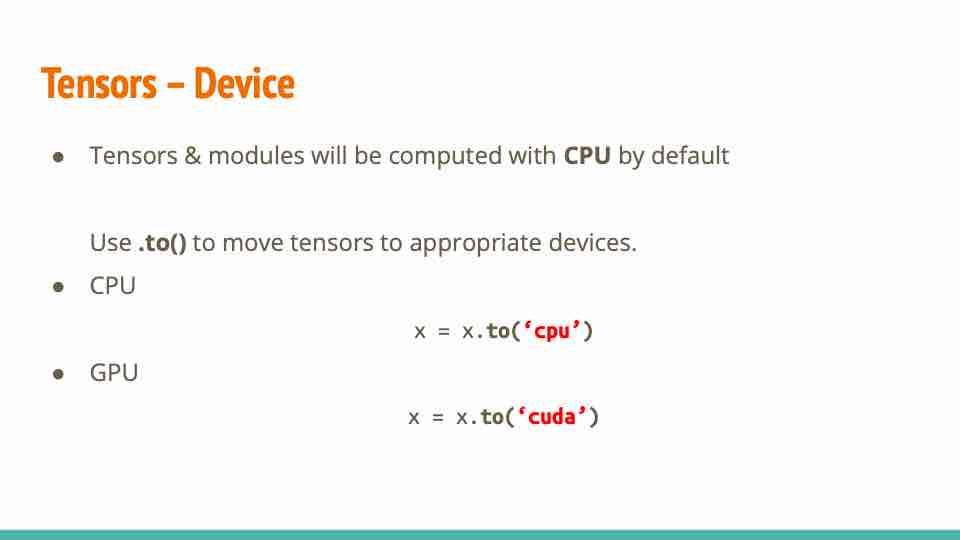 Tensors – Device
● Tensors & modules will be computed with CPU by default
Use .to() to move tensors to appropriate devices.
● CPU
x = x.to(‘cpu’)
● GPU
x = x.to(‘cuda’)